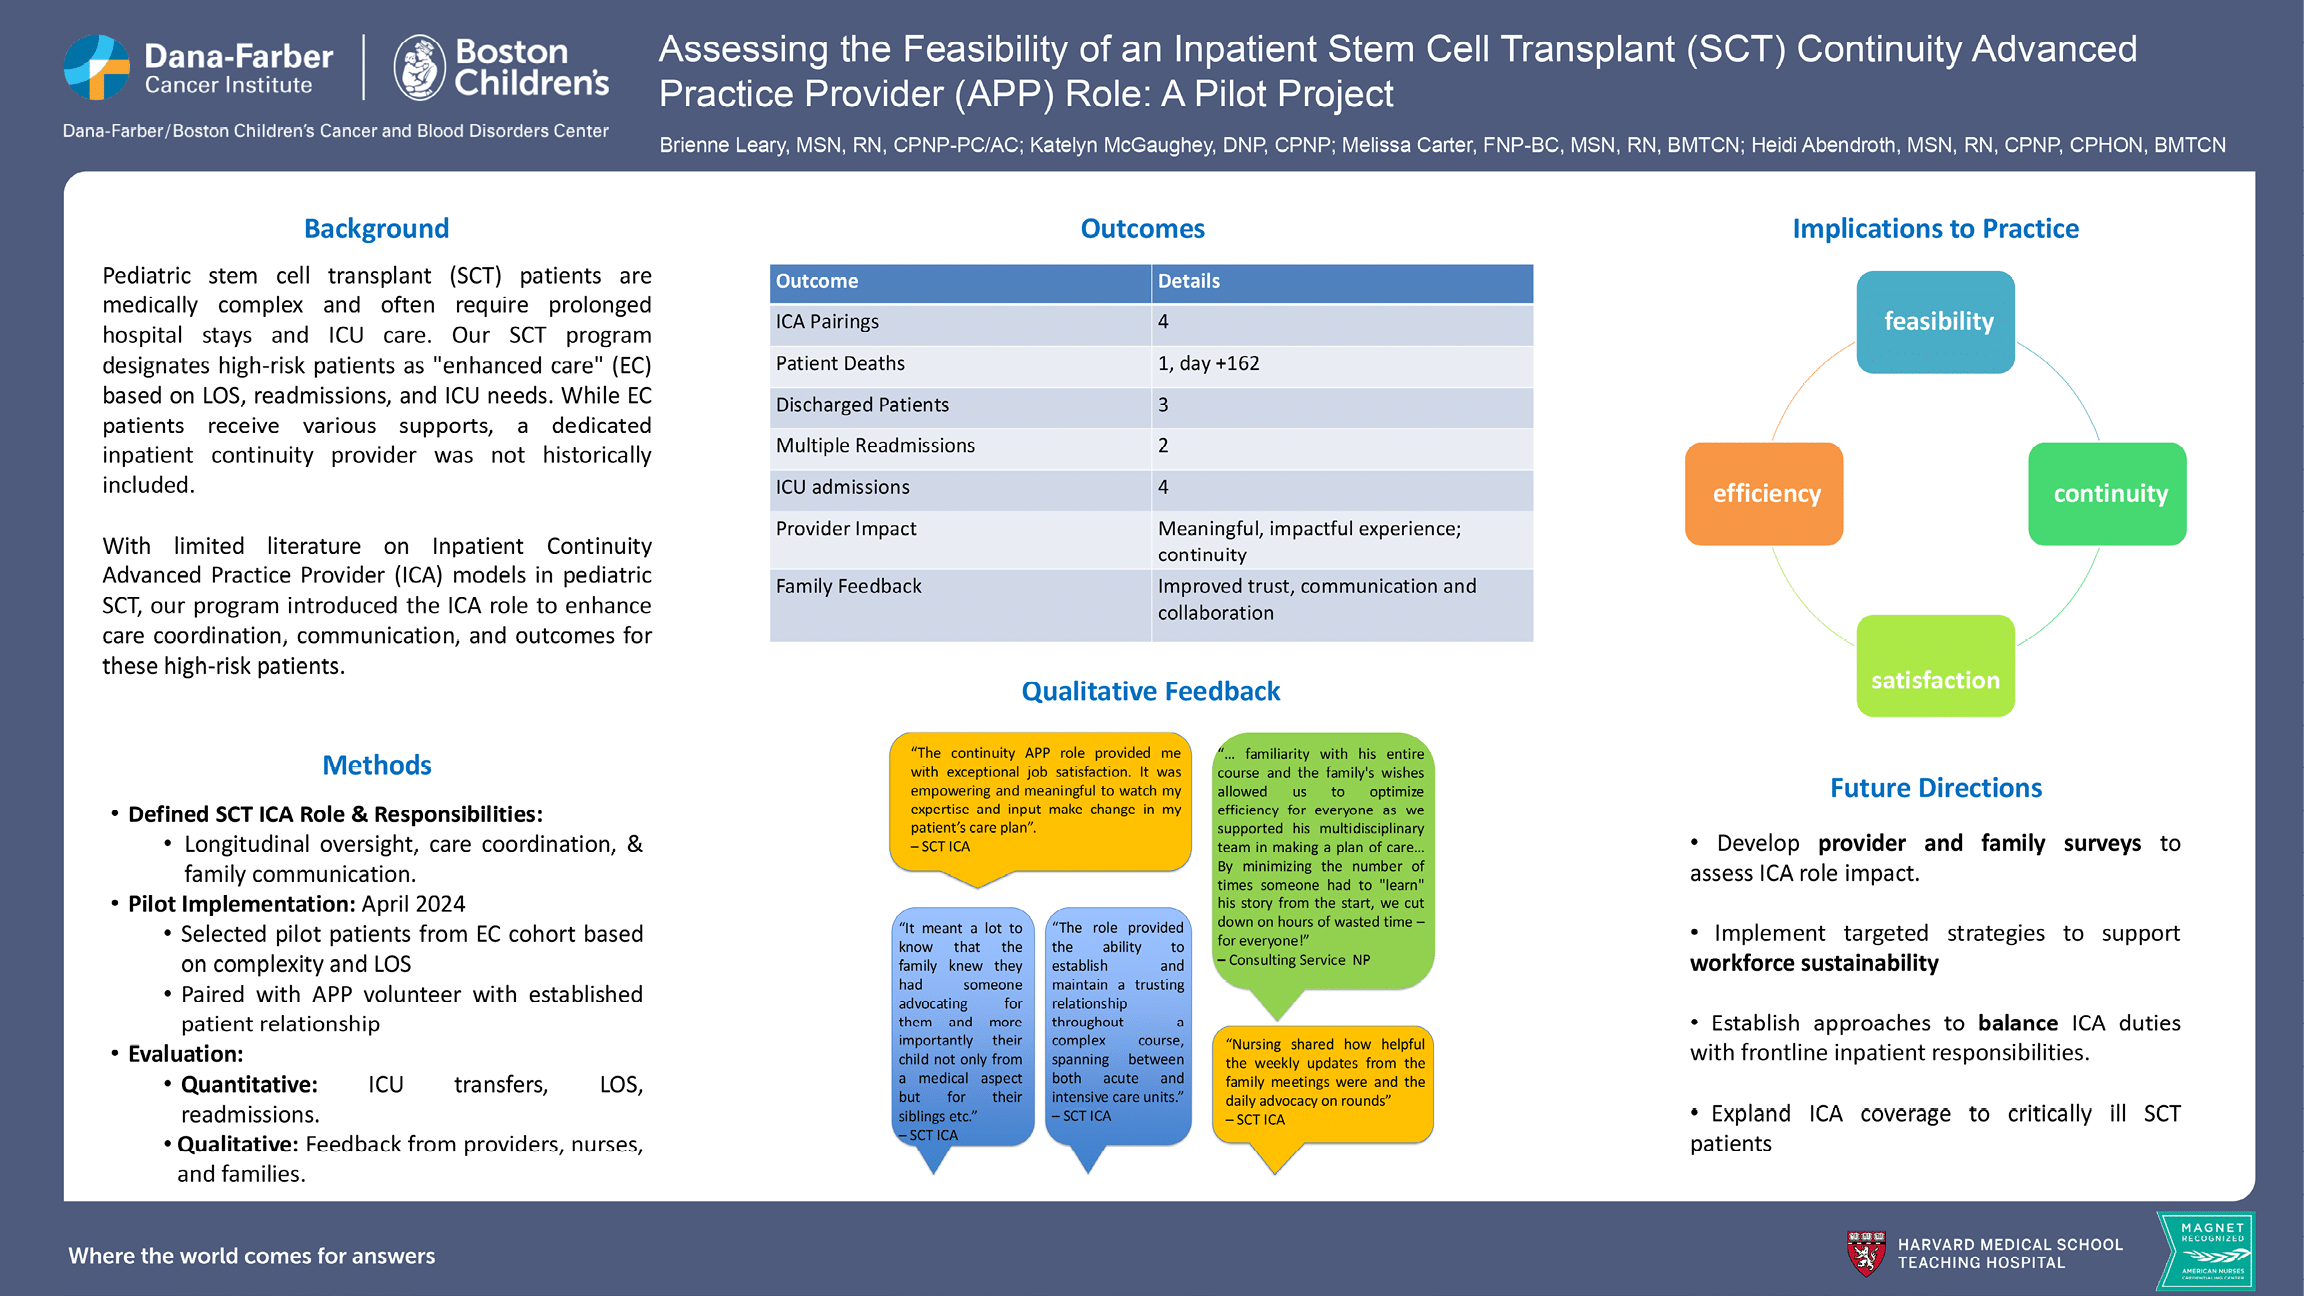 Dana-Farber
Cancer Institute
Boston
Children's
Dana-Farber/Boston Children's Cancer and Blood Disorders Center
Assessing the Feasibility of an Inpatient Stem Cell Transplant (SCT) Continuity Advanced
Practice Provider (APP) Role: A Pilot Project
Brienne Leary, MSN, RN, CPNP-PC/AC; Katelyn McGaughey, DNP, CPNP; Melissa Carter, FNP-BC, MSN, RN, BMTCN; Heidi Abendroth, MSN, RN, CPNP, CPHON, BMTCN
Background
Pediatric stem cell transplant (SCT) patients are
medically complex and often require prolonged
hospital stays and ICU care. Our SCT program
designates high-risk patients as "enhanced care" (EC)
based on LOS, readmissions, and ICU needs. While EC
patients receive various supports, a dedicated
inpatient continuity provider was not historically
included.
With limited literature on Inpatient Continuity
Advanced Practice Provider (ICA) models in pediatric
SCT, our program introduced the ICA role to enhance
care coordination, communication, and outcomes for
these high-risk patients.
Methods
• Defined SCT ICA Role & Responsibilities:
• Longitudinal oversight, care coordination, &
family communication.
• Pilot Implementation: April 2024
• Selected pilot patients from EC cohort based
on complexity and LOS
• Paired with APP volunteer with established
patient relationship
• Evaluation:
• Quantitative: ICU transfers, LOS,
readmissions.
• Qualitative: Feedback from providers, nurses,
and families.
Outcomes
Outcome Details
ICA Pairings 4
Patient Deaths 1, day +162
Discharged Patients 3
Multiple Readmissions 2
ICU admissions 4
Provider Impact Meaningful, impactful experience;
continuity
Family Feedback Improved trust, communication and
collaboration
Qualitative Feedback
“The continuity APP role provided me
with exceptional job satisfaction. It was
empowering and meaningful to watch my
expertise and input make change in my
patient’s care plan”.
– SCT ICA
“… familiarity with his entire
course and the family's wishes
allowed us to optimize
efficiency for everyone as we
supported his multidisciplinary
team in making a plan of care…
By minimizing the number of
times someone had to "learn"
his story from the start, we cut
down on hours of wasted time –
for everyone!”
– Consulting Service NP
“It meant a lot to
know that the
family knew they
had someone
advocating for
them and more
importantly their
child not only from
a medical aspect
but for their
siblings etc.”
– SCT ICA
“The role provided
the ability to
establish and
maintain a trusting
relationship
throughout a
complex course,
spanning between
both acute and
intensive care units.”
– SCT ICA
“Nursing shared how helpful
the weekly updates from the
family meetings were and the
daily advocacy on rounds”
– SCT ICA
Implications to Practice
feasibility
efficiency
continuity
satisfaction
Future Directions
• Develop provider and family surveys to
assess ICA role impact.
• Implement targeted strategies to support
workforce sustainability
• Establish approaches to balance ICA duties
with frontline inpatient responsibilities.
• Expland ICA coverage to critically ill SCT
patients
Where the world comes for answers
HARVARD MEDICAL SCHOOL
TEACHING HOSPITAL
MAGNET
RECOGNIZED
AMERICAN NURSES
CREDENTIALING CENTER